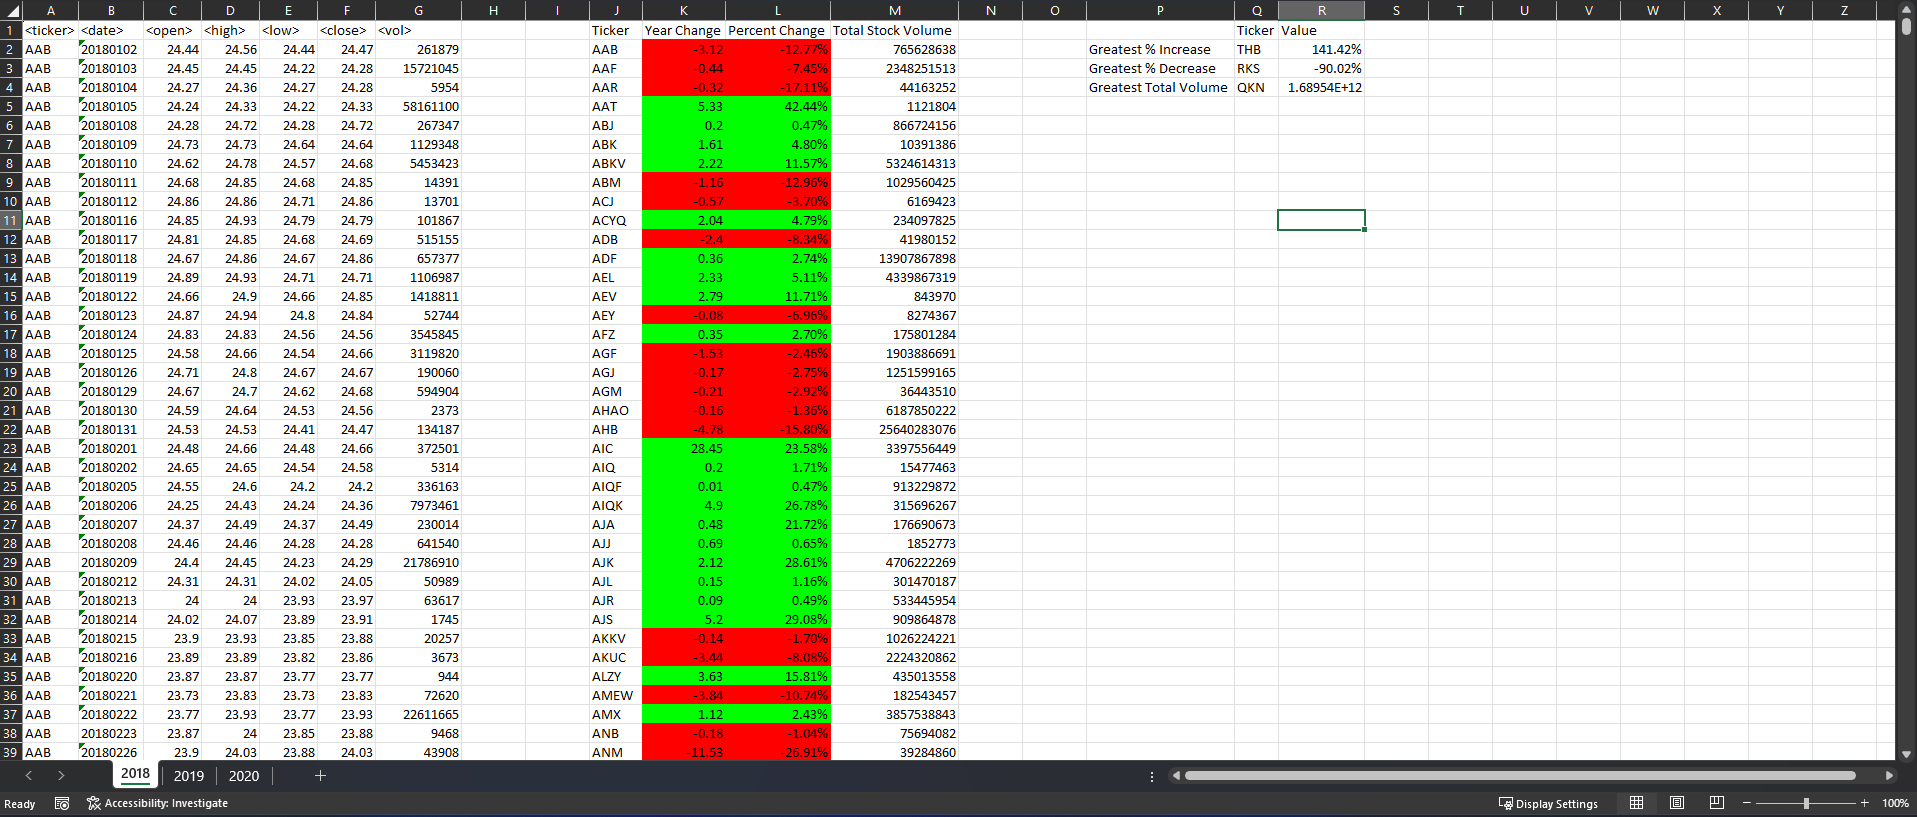 A B C D E F G H I J K L M N O P Q R S T U V W X Y Z
1 <ticker> <date> <open> <high> <low> <close> <vol> Ticker Year Change Percent Change Total Stock Volume Ticker Value
2 AAB 20180102 24.44 24.56 24.44 24.47 261879 AAB -3.12 -12.77% 765628638 Greatest % Increase THB 141.42%
3 AAB 20180103 24.45 24.45 24.22 24.28 15721045 AAF -0.44 -7.45% 2348251513 Greatest % Decrease RKS -90.02%
4 AAB 20180104 24.27 24.36 24.27 24.28 5954 AAR -0.32 -17.11% 44163252 Greatest Total Volume QKN 1.68954E+12
5 AAB 20180105 24.24 24.33 24.22 24.33 58161100 AAT 5.33 42.44% 1121804
6 AAB 20180108 24.28 24.72 24.28 24.72 267347 ABJ 0.2 0.47% 866724156
7 AAB 20180109 24.73 24.73 24.64 24.64 1129348 ABK 1.61 4.80% 10391386
8 AAB 20180110 24.62 24.78 24.57 24.68 5453423 ABKV 2.22 11.57% 5324614313
9 AAB 20180111 24.68 24.85 24.68 24.85 14391 ABM -1.16 -12.96% 1029560425
10 AAB 20180112 24.86 24.86 24.71 24.86 13701 ACJ -0.57 -3.70% 6169423
11 AAB 20180116 24.85 24.93 24.79 24.79 101867 ACYQ 2.04 4.79% 234097825
12 AAB 20180117 24.81 24.85 24.68 24.69 515155 ADB -2.4 -8.34% 41980152
13 AAB 20180118 24.67 24.86 24.67 24.86 657377 ADF 0.36 2.74% 13907867898
14 AAB 20180119 24.89 24.93 24.71 24.71 1106987 AEL 2.33 5.11% 4339867319
15 AAB 20180122 24.66 24.9 24.66 24.85 1418811 AEV 2.79 11.71% 843970
16 AAB 20180123 24.87 24.94 24.8 24.84 52744 AEY -0.08 -6.96% 8274367
17 AAB 20180124 24.83 24.83 24.56 24.56 3545845 AFZ 0.35 2.70% 175801284
18 AAB 20180125 24.58 24.66 24.54 24.66 3119820 AGF -1.53 -2.46% 1903886691
19 AAB 20180126 24.71 24.8 24.67 24.67 190060 AGJ -0.17 -2.75% 1251599165
20 AAB 20180129 24.67 24.7 24.62 24.68 594904 AGM -0.21 -2.92% 36443510
21 AAB 20180130 24.59 24.64 24.53 24.56 2373 AHAO -0.16 -1.36% 6187850222
22 AAB 20180131 24.53 24.53 24.41 24.47 134187 AHB -4.78 -15.80% 25640283076
23 AAB 20180201 24.48 24.66 24.48 24.66 372501 AIC 28.45 23.58% 3397556449
24 AAB 20180202 24.65 24.65 24.54 24.58 5314 AIQ 0.2 1.71% 15477463
25 AAB 20180205 24.55 24.6 24.2 24.2 336163 AIQF 0.01 0.47% 913229872
26 AAB 20180206 24.25 24.43 24.24 24.36 7973461 AIQK 4.9 26.78% 315696267
27 AAB 20180207 24.37 24.49 24.37 24.49 230014 AJA 0.48 21.72% 176690673
28 AAB 20180208 24.46 24.46 24.28 24.28 641540 AJJ 0.69 0.65% 1852773
29 AAB 20180209 24.4 24.45 24.23 24.29 21786910 AJK 2.12 28.61% 4706222269
30 AAB 20180212 24.31 24.31 24.02 24.05 50989 AJL 0.15 1.16% 301470187
31 AAB 20180213 24 24 23.93 23.97 63617 AJR 0.09 0.49% 533445954
32 AAB 20180214 24.02 24.07 23.89 23.91 1745 AJS 5.2 29.08% 909864878
33 AAB 20180215 23.9 23.93 23.85 23.88 20257 AKKV -0.14 -1.70% 1026224221
34 AAB 20180216 23.89 23.89 23.82 23.86 3673 AKUC -3.44 -8.08% 2224320862
35 AAB 20180220 23.87 23.87 23.77 23.77 944 ALZY 3.63 15.81% 435013558
36 AAB 20180221 23.73 23.83 23.73 23.83 72620 AMEW -3.84 -10.74% 182543457
37 AAB 20180222 23.77 23.93 23.77 23.93 22611665 AMX 1.12 2.43% 3857538843
38 AAB 20180223 23.87 24 23.85 23.88 9468 ANB -0.18 -1.04% 75694082
39 AAB 20180226 23.9 24.03 23.88 24.03 43908 ANM -11.53 -26.91% 39284860
2018 2019 2020
Ready Accessibility: Investigate Display Settings 100%